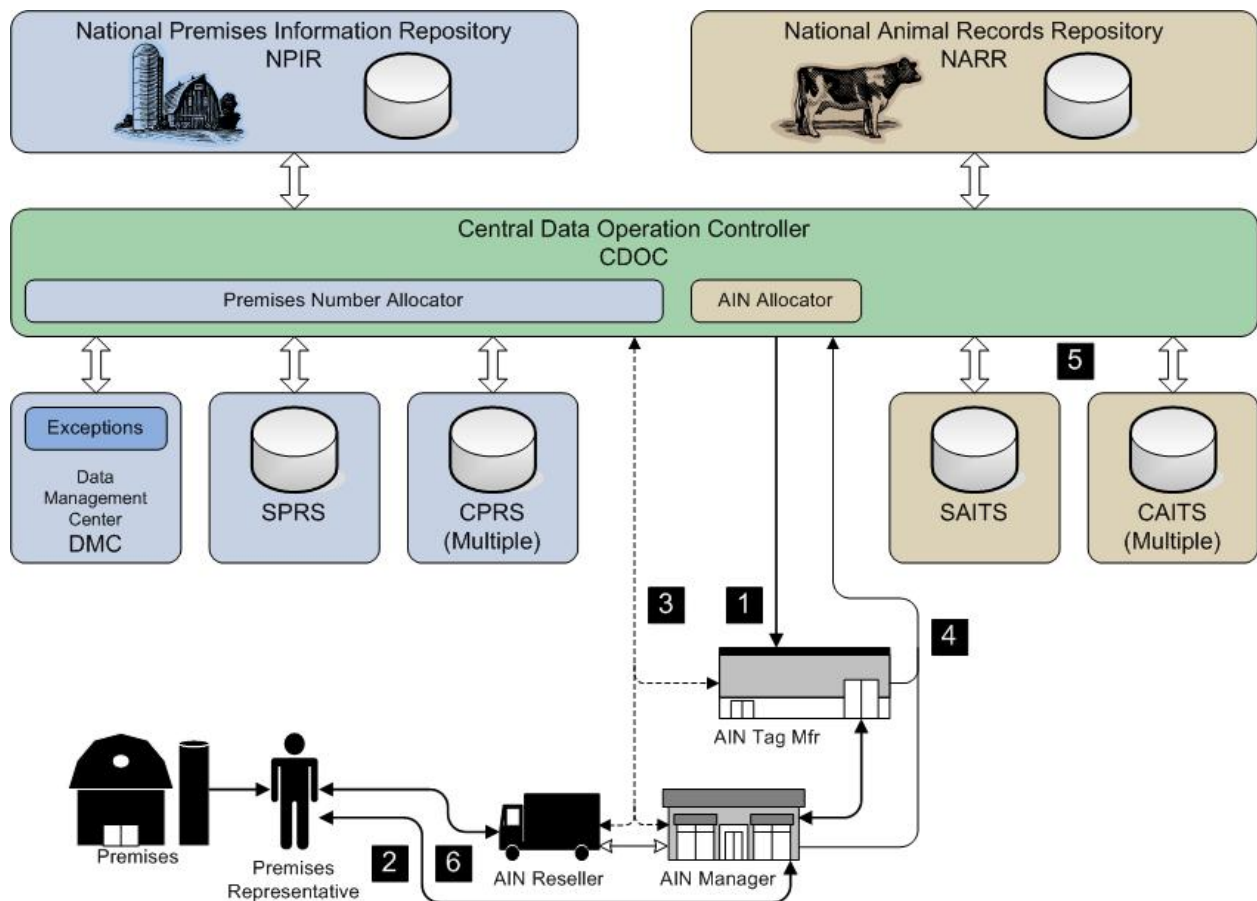 National Premises Information Repository
NPIR
National Animal Records Repository
NARR
Central Data Operation Controller
CDOC
Premises Number Allocator
AIN Allocator
5
Exceptions
Data
Management
Center
DMC
SPRS
CPRS
(Multiple)
SAITS
CAITS
(Multiple)
3
1
4
AIN Tag Mfr
Premises
Premises
Representative
2
6
AIN Reseller
AIN Manager